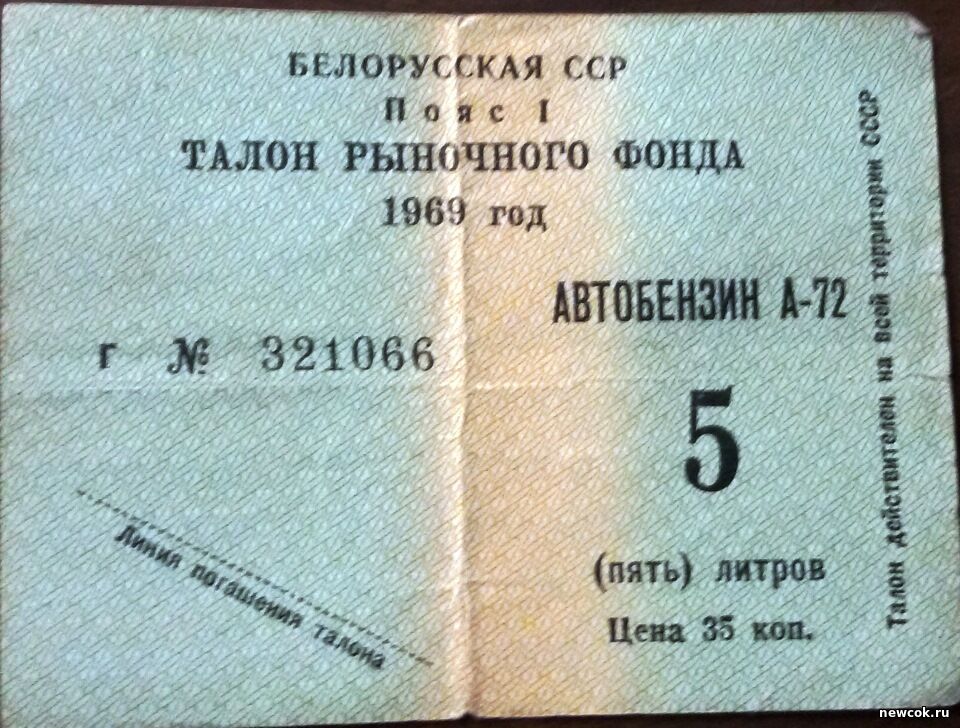 БЕЛОРУССКАЯ ССР
Пояс I
ТАЛОН РЫНОЧНОГО ФОНДА
1969 год
АВТОБЕНЗИН А-72
г № 321066
5
(пять) литров
Цена 35 коп.
Линия погашения талона
Талон действителен на всей территории СССР
newcok.ru